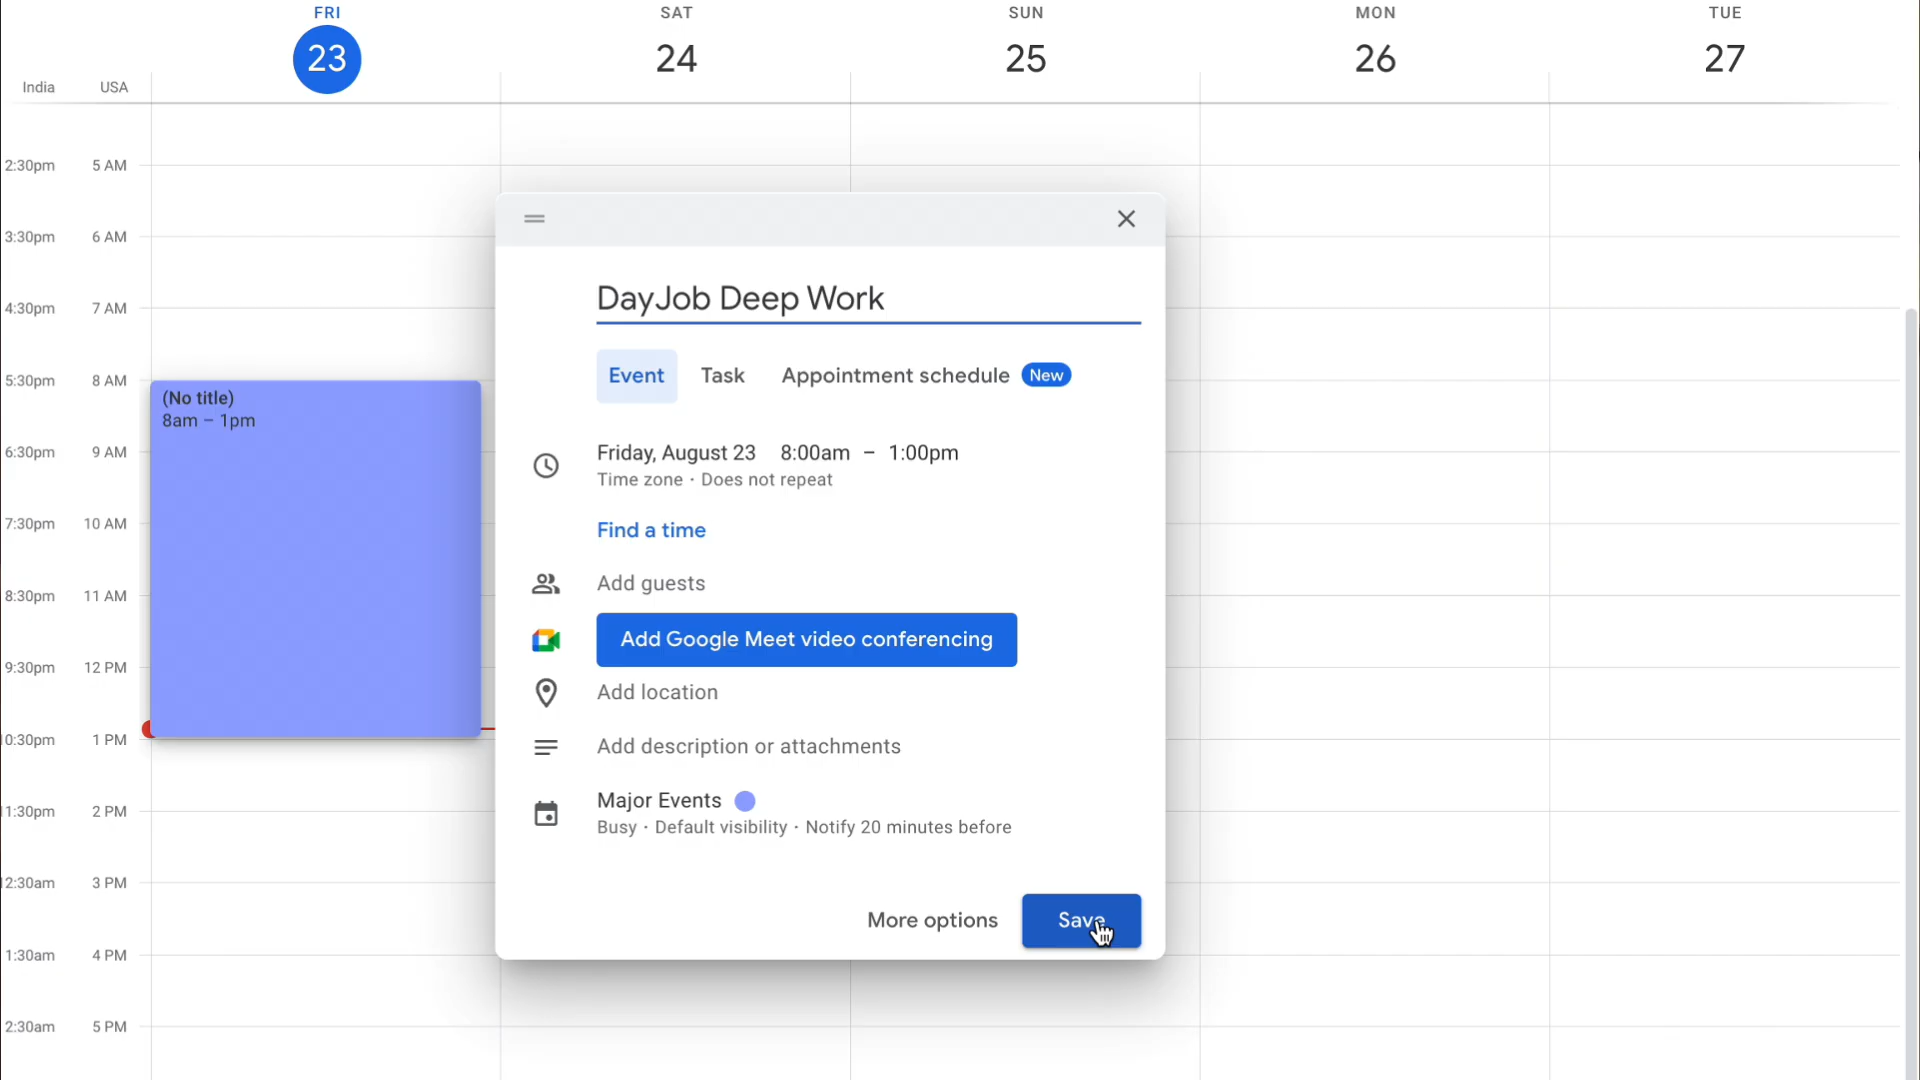 FRI SAT SUN MON TUE
23 24 25 26 27
India USA
2:30pm 5 AM
3:30pm 6 AM
4:30pm 7 AM
5:30pm 8 AM
6:30pm 9 AM
7:30pm 10 AM
8:30pm 11 AM
9:30pm 12 PM
0:30pm 1 PM
1:30pm 2 PM
2:30am 3 PM
1:30am 4 PM
2:30am 5 PM
(No title)
8am – 1pm
DayJob Deep Work
Event Task Appointment schedule New
Friday, August 23 8:00am – 1:00pm
Time zone · Does not repeat
Find a time
Add guests
Add Google Meet video conferencing
Add location
Add description or attachments
Major Events
Busy · Default visibility · Notify 20 minutes before
More options Save